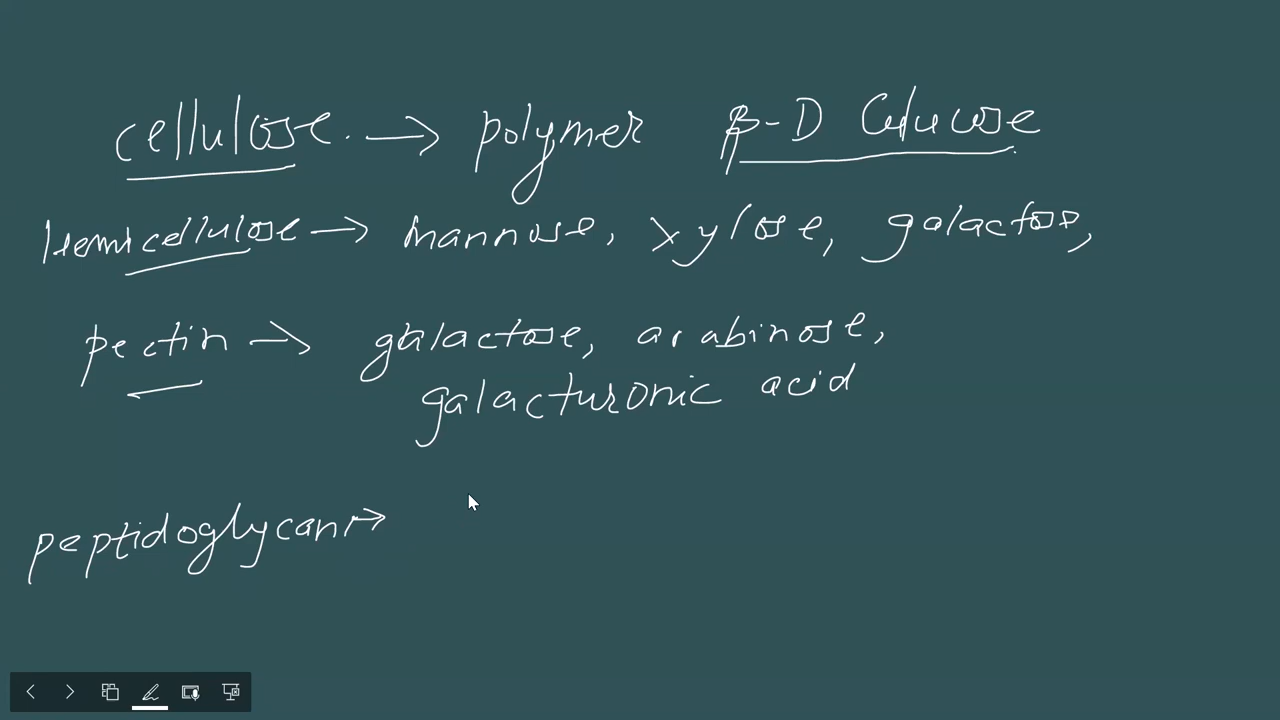 cellulose. → polymer β-D Glucose
Hemicellulose → mannose, xylose, galactose,
pectin → galactose, arabinose,
galacturonic acid
peptidoglycan →